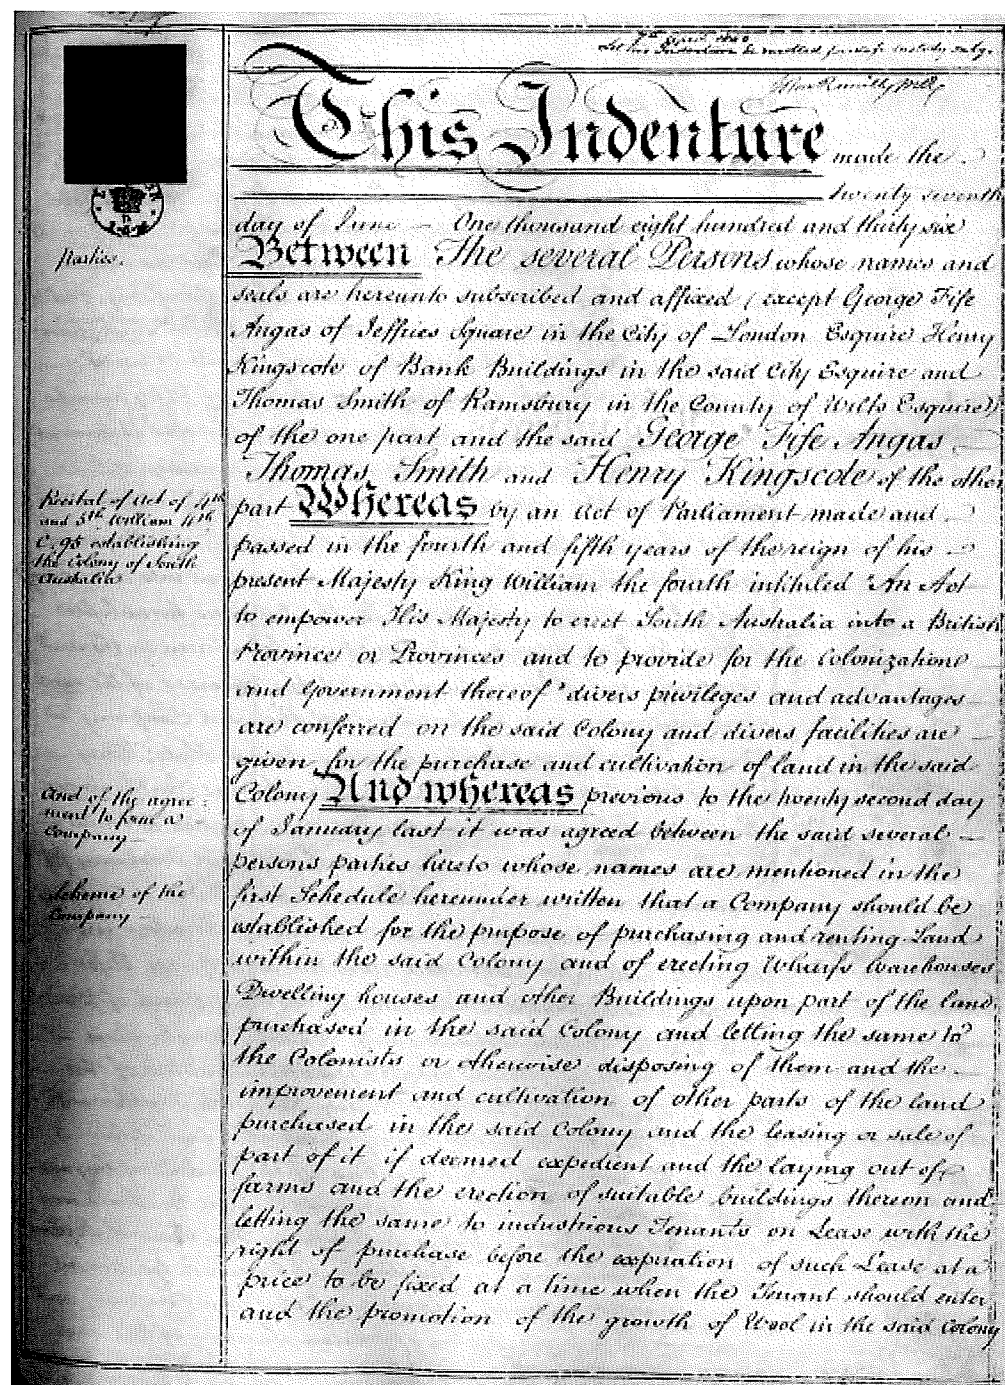 This Indenture made the
twenty seventh
day of June One thousand eight hundred and thirty six
Between The several Persons whose names and
seals are hereunto subscribed and affixed (except George Fife
Angas of Jeffries Square in the City of London Esquire Henry
Kingscote of Bank Buildings in the said City Esquire and
Thomas Smith of Ramsbury in the County of Wilts Esquire)
of the one part and the said George Fife Angas
Thomas Smith and Henry Kingscote of the other
part Whereas by an Act of Parliament made and
passed in the fourth and fifth years of the reign of his
present Majesty King William the fourth intituled "An Act
to empower His Majesty to erect South Australia into a British
Province or Provinces and to provide for the Colonization
and Government thereof" divers privileges and advantages
are conferred on the said Colony and divers facilities are
given for the purchase and cultivation of land in the said
Colony And whereas previous to the twenty second day
of January last it was agreed between the said several
persons parties hereto whose names are mentioned in the
first Schedule hereunder written that a Company should be
established for the purpose of purchasing and renting Land
within the said Colony and of erecting Wharfs Warehouses
Dwelling houses and other Buildings upon part of the land
purchased in the said Colony and letting the same to
the Colonists or otherwise disposing of them and the
improvement and cultivation of other parts of the land
purchased in the said Colony and the leasing or sale of
part of it if deemed expedient and the laying out of
farms and the erection of suitable buildings thereon and
letting the same to industrious Tenants on Lease with the
right of purchase before the expiration of such Lease at a
price to be fixed at a time when the Tenant should enter
and the promotion of the growth of Wool in the said Colony
Parties.
Recital of Act of 4th
and 5th William 4th
C. 95 establishing
the Colony of South
Australia
And of the agree-
ment to form a
Company
Scheme of the
Company